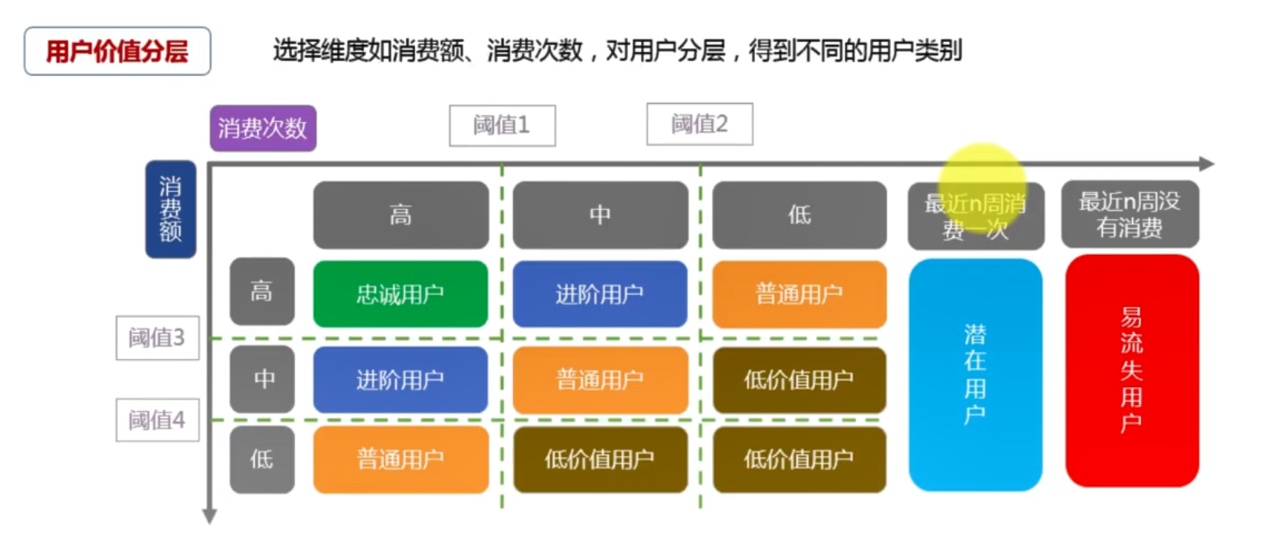 用户价值分层
选择维度如消费额、消费次数，对用户分层，得到不同的用户类别
消费次数
阈值1
阈值2
消费额
高
中
低
最近n周消
费一次
最近n周没
有消费
高
忠诚用户
进阶用户
普通用户
阈值3
中
进阶用户
普通用户
低价值用户
阈值4
低
普通用户
低价值用户
低价值用户
潜在用户
易流失用户